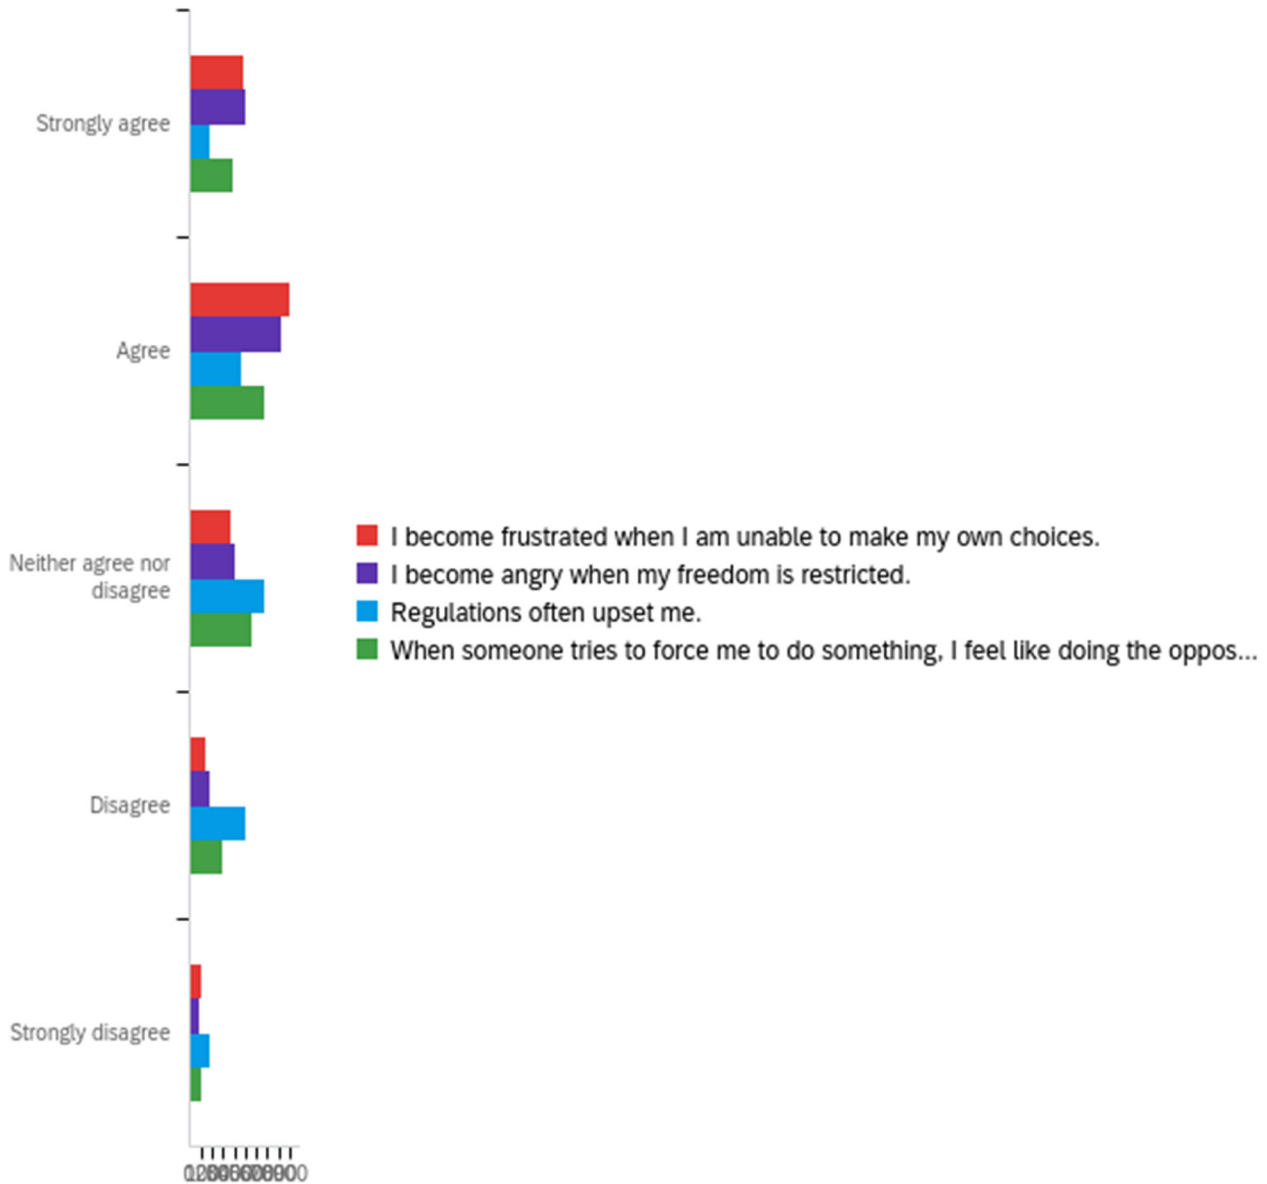 Strongly agree
Agree
Neither agree nor
disagree
Disagree
Strongly disagree
I become frustrated when I am unable to make my own choices.
I become angry when my freedom is restricted.
Regulations often upset me.
When someone tries to force me to do something, I feel like doing the oppos...